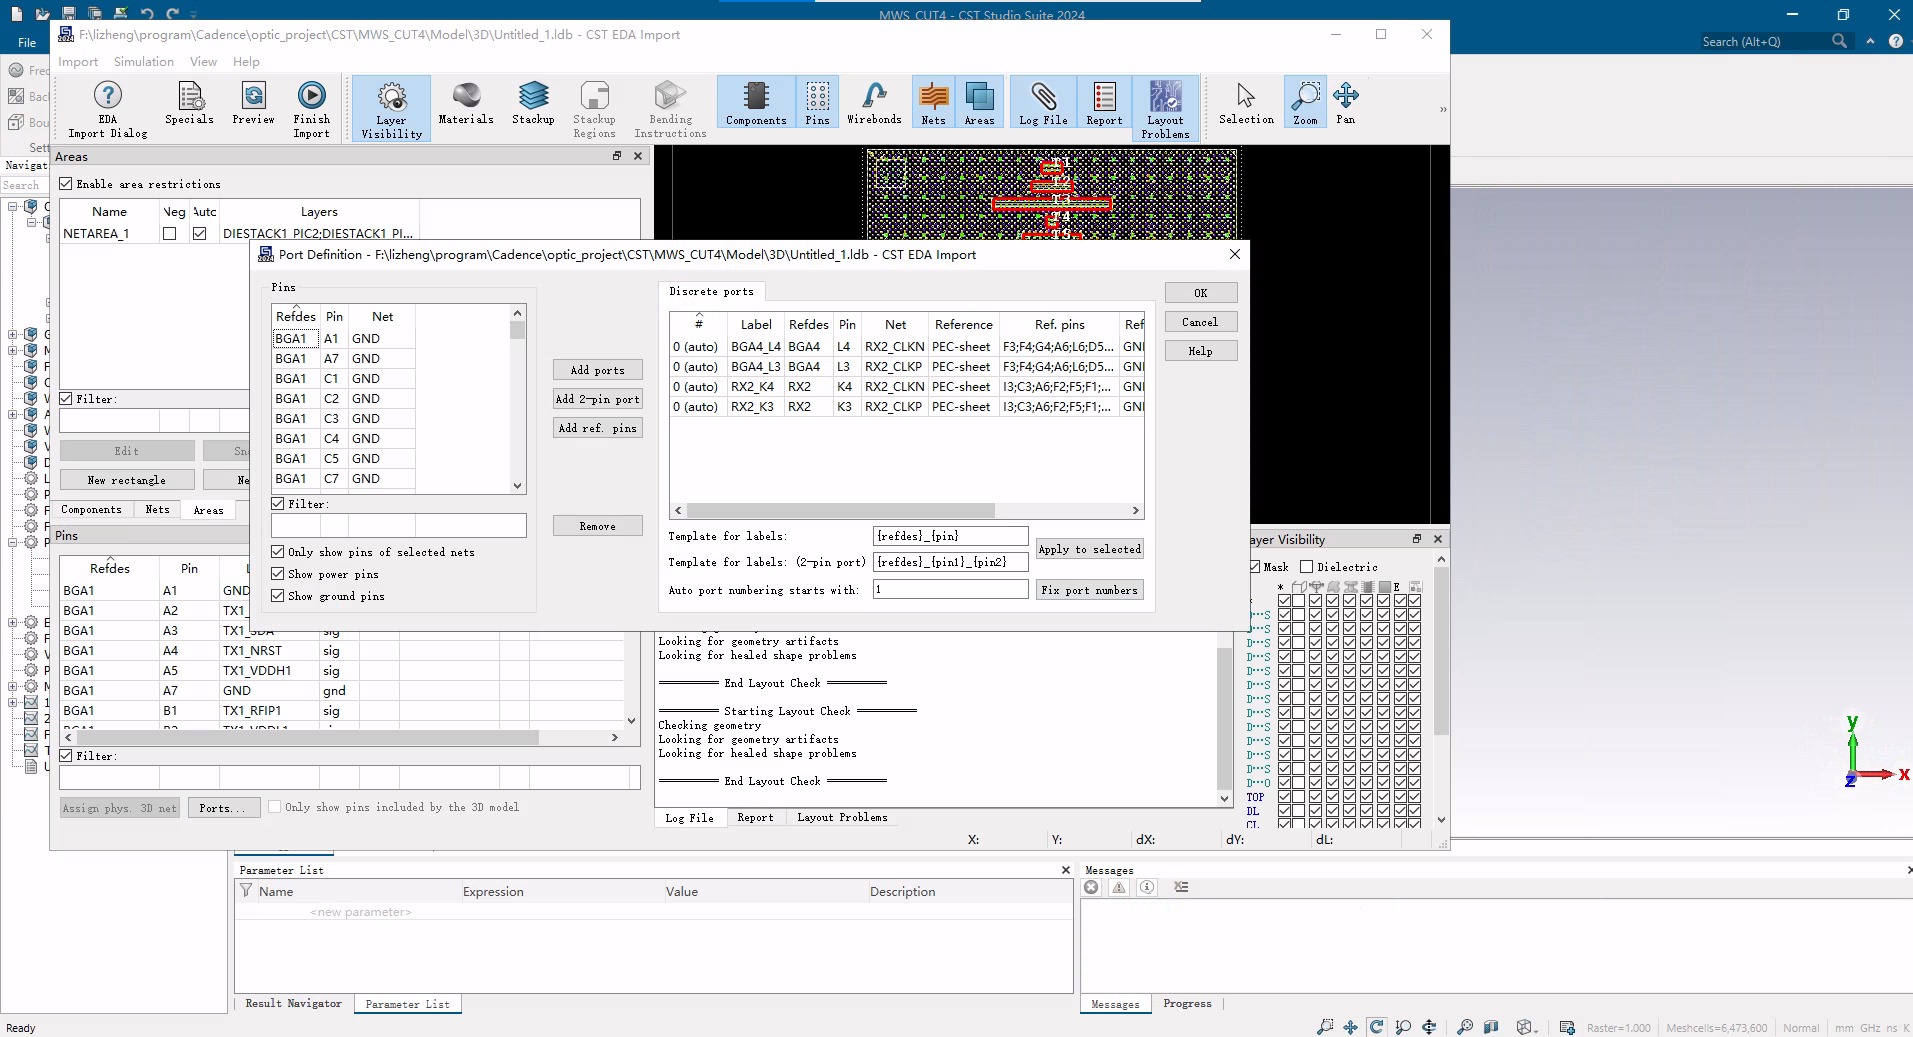 MWS_CUT4 - CST Studio Suite 2024
F:\lizheng\program\Cadence\optic_project\CST\MWS_CUT4\Model\3D\Untitled_1.ldb - CST EDA Import
File
Search (Alt+Q)
Import Simulation View Help
EDA Import Dialog
Specials
Preview
Finish Import
Layer Visibility
Materials
Stackup
Stackup Regions
Bending Instructions
Components
Pins
Wirebonds
Nets
Areas
Log File
Report
Layout Problems
Selection
Zoom
Pan
Areas
Enable area restrictions
Name Neg Layers
NETAREA_1 DIESTACK1_PIC2;DIESTACK1_PI...
Filter:
Edit
New rectangle
Components Nets Areas
Port Definition - F:\lizheng\program\Cadence\optic_project\CST\MWS_CUT4\Model\3D\Untitled_1.ldb - CST EDA Import
Pins
Refdes Pin Net
BGA1 A1 GND
BGA1 A7 GND
BGA1 C1 GND
BGA1 C2 GND
BGA1 C3 GND
BGA1 C4 GND
BGA1 C5 GND
BGA1 C7 GND
Filter:
Only show pins of selected nets
Show power pins
Show ground pins
Add ports
Add 2-pin port
Add ref. pins
Remove
Discrete ports
# Label Refdes Pin Net Reference Ref. pins Ref
0 (auto) BGA4_L4 BGA4 L4 RX2_CLKN PEC-sheet F3;F4;G4;A6;L6;D5... GNI
0 (auto) BGA4_L3 BGA4 L3 RX2_CLKP PEC-sheet F3;F4;G4;A6;L6;D5... GNI
0 (auto) RX2_K4 RX2 K4 RX2_CLKN PEC-sheet I3;C3;A6;F2;F5;F1;... GNI
0 (auto) RX2_K3 RX2 K3 RX2_CLKP PEC-sheet I3;C3;A6;F2;F5;F1;... GNI
Template for labels: {refdes}_{pin}
Template for labels: (2-pin port) {refdes}_{pin1}_{pin2}
Auto port numbering starts with: 1
Apply to selected
Fix port numbers
OK
Cancel
Help
Pins
Refdes Pin
BGA1 A1 GND
BGA1 A2 TX1_
BGA1 A3 TX1_SDA sig
BGA1 A4 TX1_NRST sig
BGA1 A5 TX1_VDDH1 sig
BGA1 A7 GND gnd
BGA1 B1 TX1_RFIP1 sig
Filter:
Assign phys. 3D net
Ports...
Only show pins included by the 3D model
Looking for geometry artifacts
Looking for healed shape problems
End Layout Check
Starting Layout Check
Checking geometry
Looking for geometry artifacts
Looking for healed shape problems
End Layout Check
Log File Report Layout Problems
ayer Visibility
Mask Dielectric
* E
D···S
D···S
D···S
D···S
D···S
D···S
D···S
D···S
D···S
D···S
D···S
D···S
D···O
TOP
DL
CL
X: Y: dX: dY: dL:
y
x
z
Parameter List
Name Expression Value Description
<new parameter>
Result Navigator Parameter List
Messages
Messages Progress
Ready
Raster=1.000 Meshcells=6,473,600 Normal mm GHz ns K